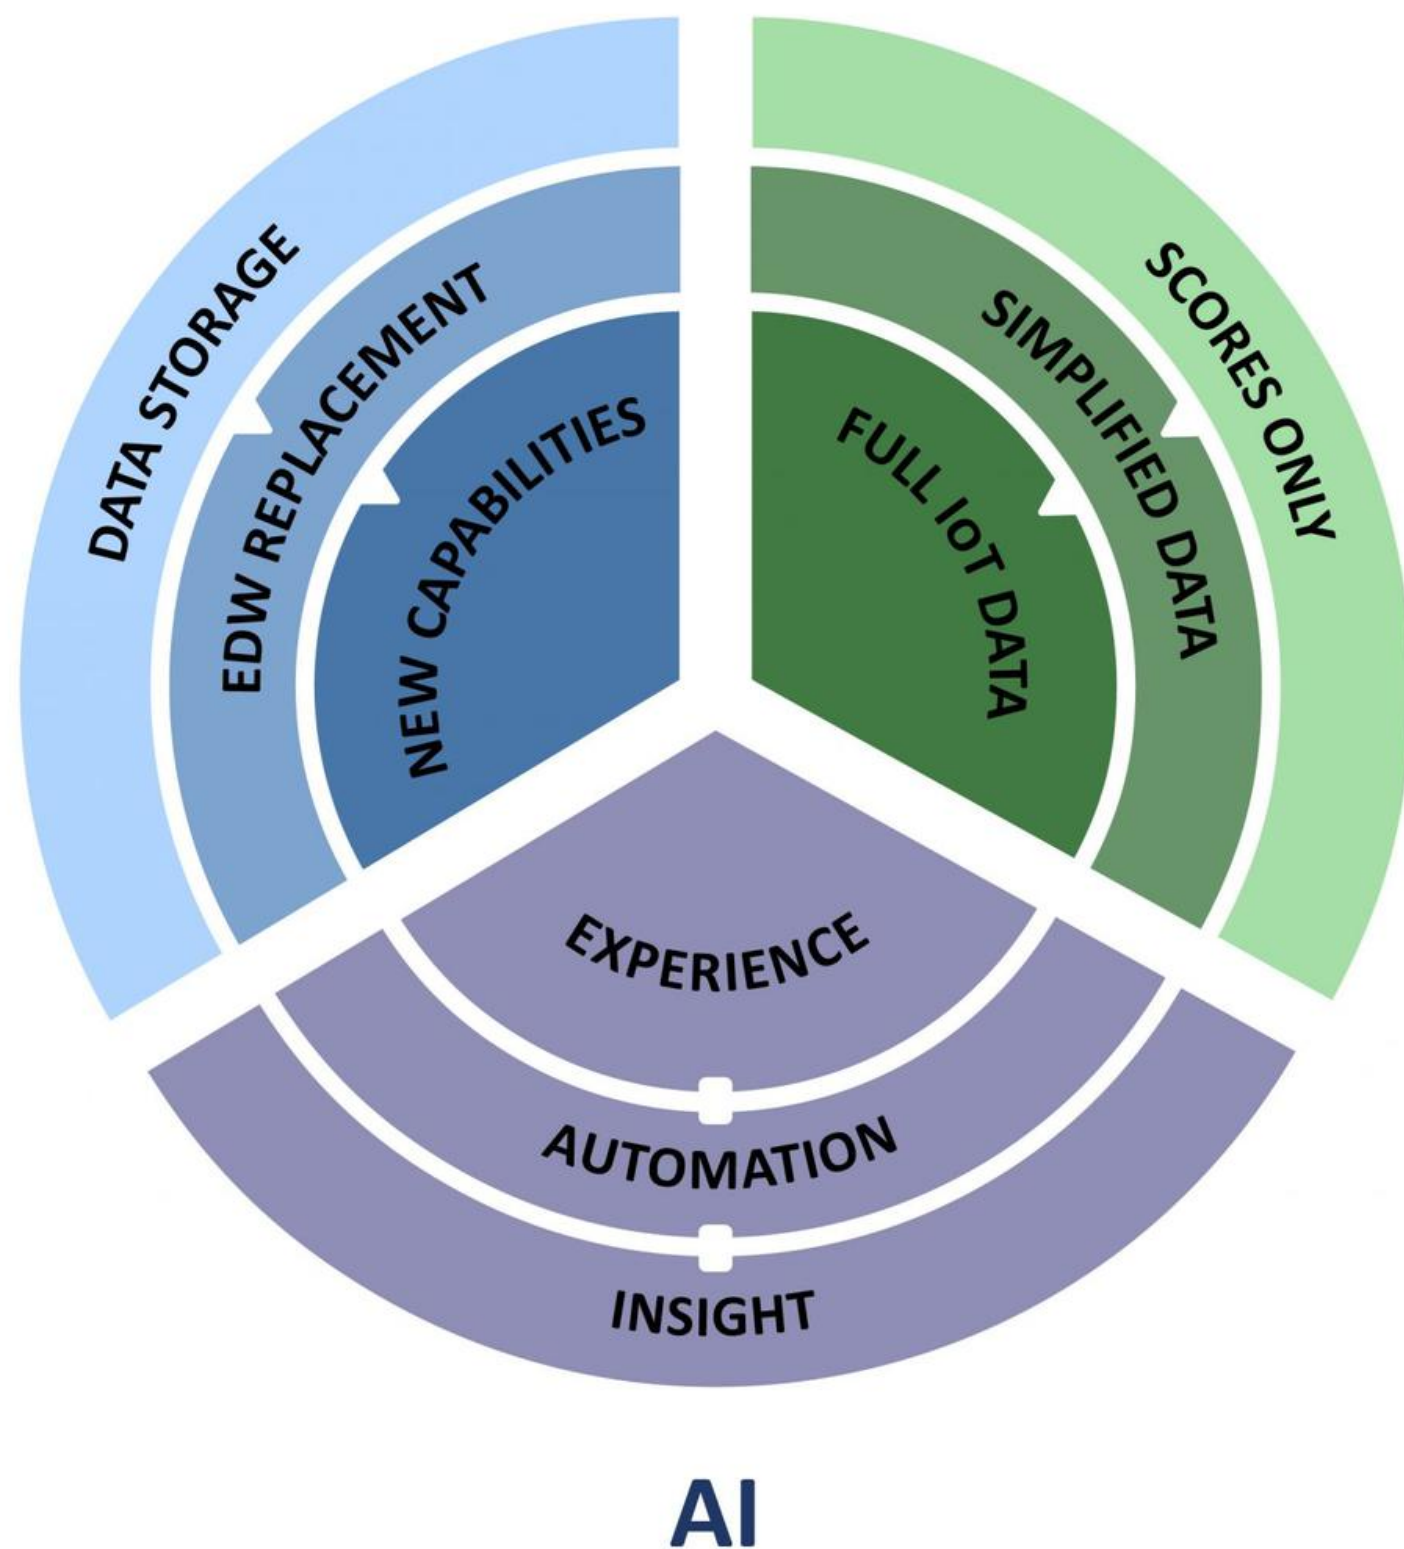 DATA STORAGE
EDW REPLACEMENT
NEW CAPABILITIES
SCORES ONLY
SIMPLIFIED DATA
FULL IoT DATA
EXPERIENCE
AUTOMATION
INSIGHT
AI